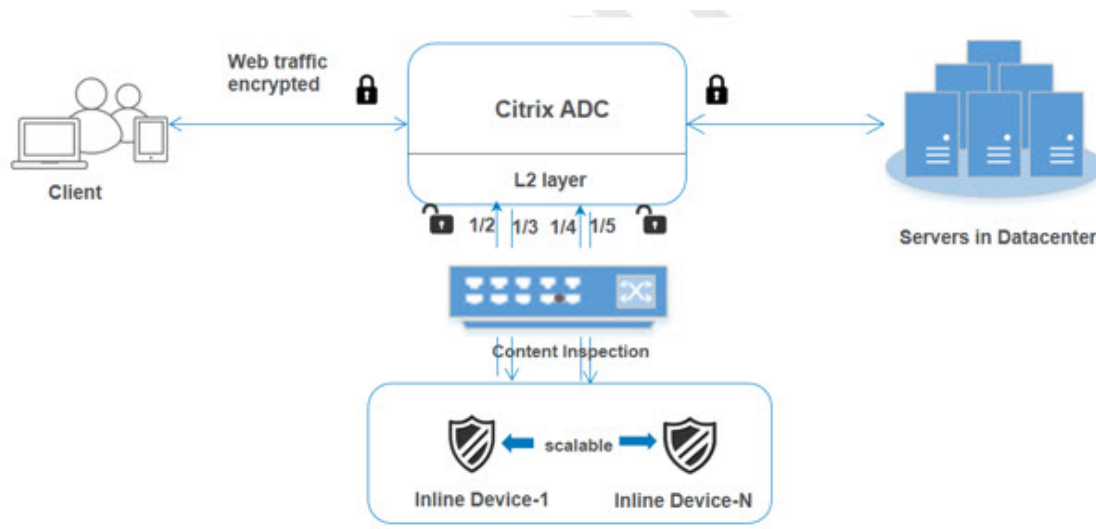 Web traffic
encrypted
Citrix ADC
L2 layer
Client
1/2 1/3 1/4 1/5
Servers in Datacenter
Content Inspection
scalable
Inline Device-1
Inline Device-N